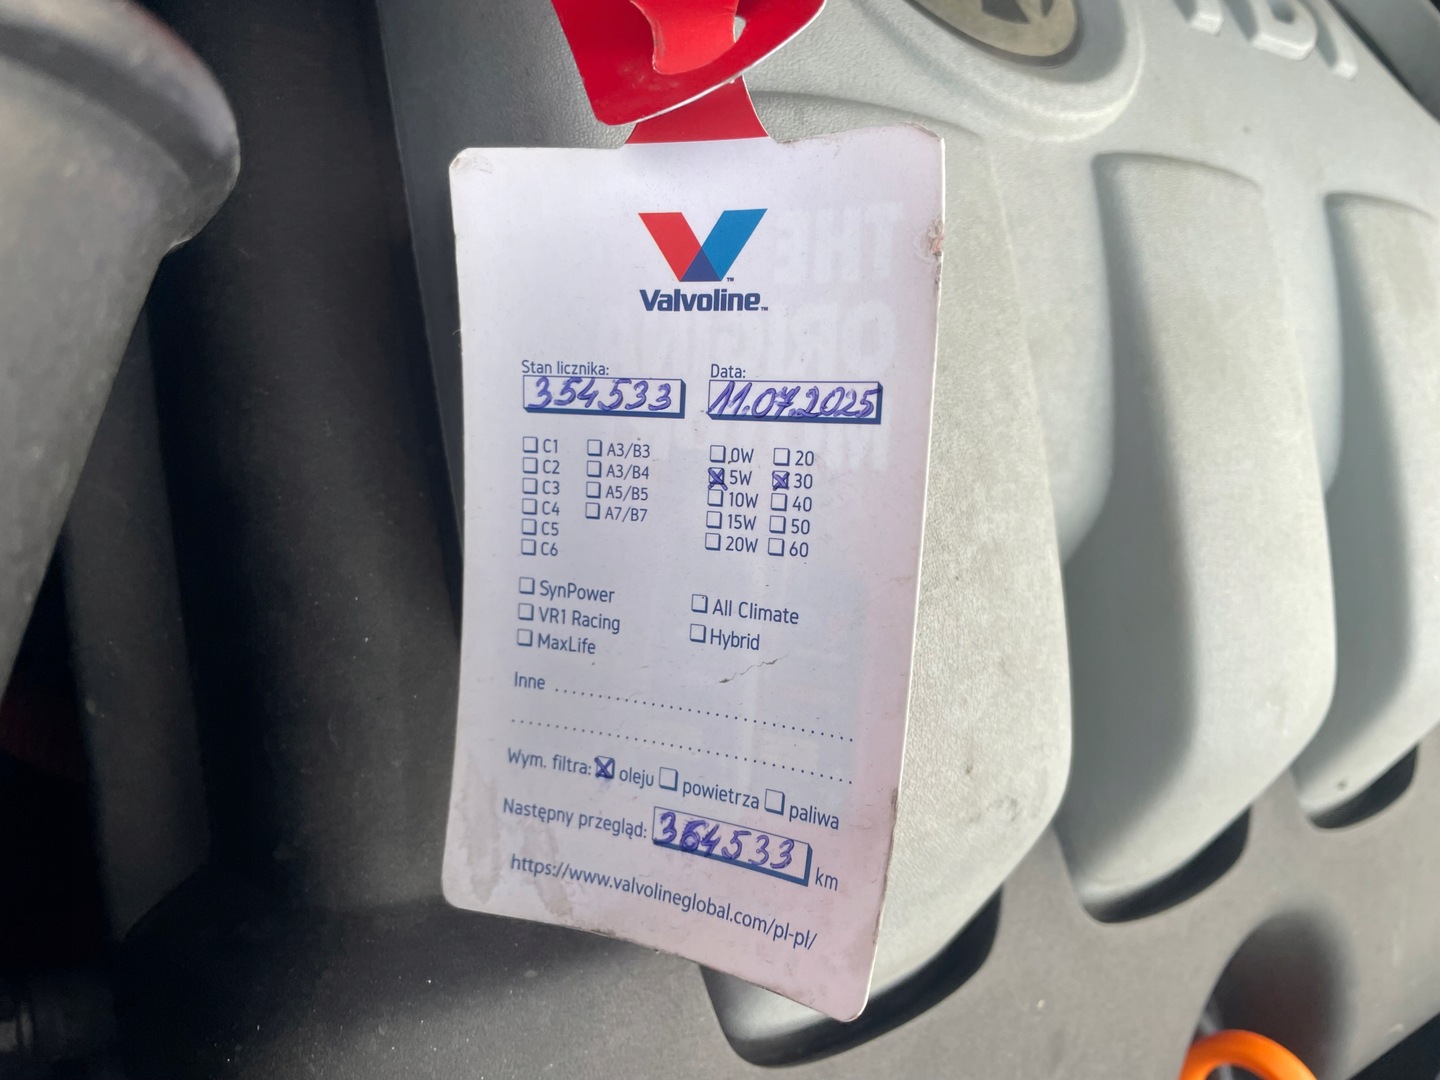 Valvoline™
Stan licznika: Data:
354533 11.07.2025
C1 A3/B3 0W 20
C2 A3/B4 5W 30
C3 A5/B5 10W 40
C4 A7/B7 15W 50
C5 20W 60
C6
SynPower All Climate
VR1 Racing Hybrid
MaxLife
Inne
Wym. filtra: oleju powietrza paliwa
Następny przegląd: 364533 km
https://www.valvolineglobal.com/pl-pl/